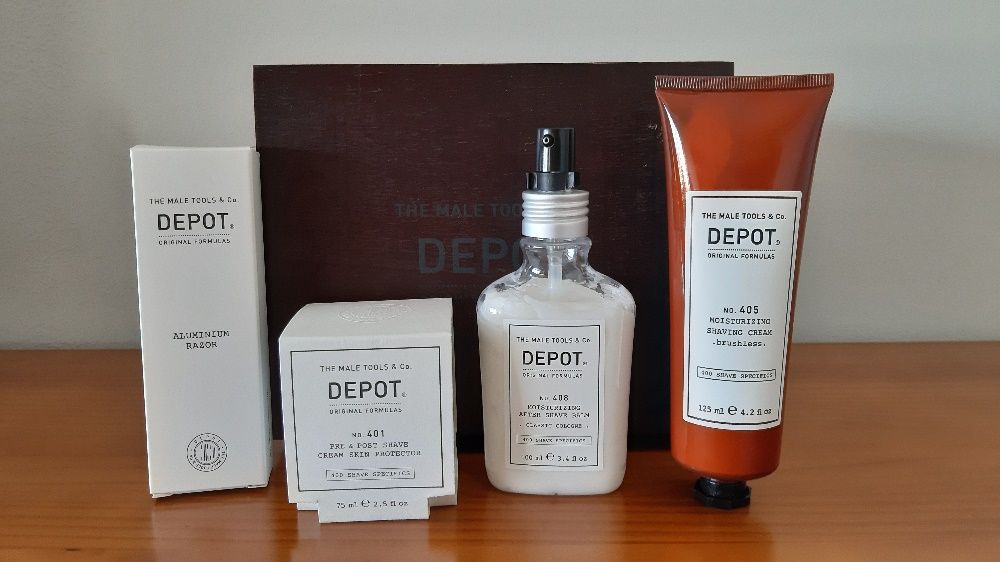 THE MALE TOOLS & Co.
DEPOT®
ORIGINAL FORMULAS
ALUMINIUM
RAZOR
THE MALE TOOLS & Co.
DEPOT®
ORIGINAL FORMULAS
NO. 401
PRE & POST SHAVE
CREAM SKIN PROTECTOR
400 SHAVE SPECIFICS
75 ml ℮ 2.5 fl oz
THE MALE TOO
DEPO
THE MALE TOOLS & Co.
DEPOT®
ORIGINAL FORMULAS
NO. 408
MOISTURIZING
AFTER SHAVE BALM
. CLASSIC COLOGNE .
400 SHAVE SPECIFICS
100 ml ℮ 3.4 fl oz
THE MALE TOOLS & Co.
DEPOT®
ORIGINAL FORMULAS
NO. 405
MOISTURIZING
SHAVING CREAM
.brushless.
400 SHAVE SPECIFICS
125 ml ℮ 4.2 fl oz